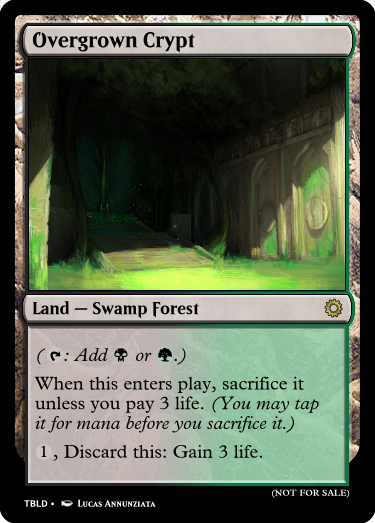 Overgrown Crypt
Land — Swamp Forest
( : Add or .)
When this enters play, sacrifice it
unless you pay 3 life. (You may tap
it for mana before you sacrifice it.)
1 , Discard this: Gain 3 life.
(NOT FOR SALE)
TBLD • Lucas Annunziata